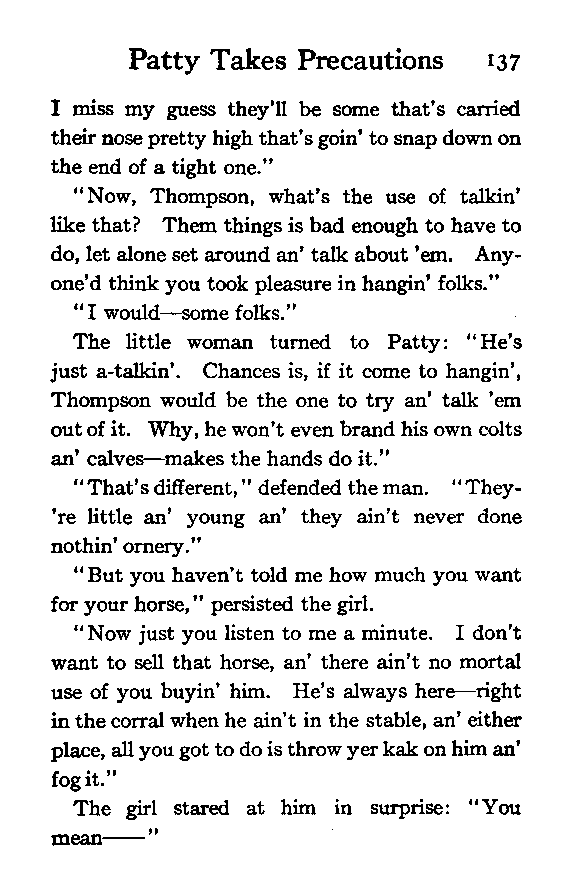 Patty Takes Precautions 137
I miss my guess they'll be some that's carried
their nose pretty high that's goin' to snap down on
the end of a tight one."
"Now, Thompson, what's the use of talkin'
like that? Them things is bad enough to have to
do, let alone set around an' talk about 'em. Any-
one'd think you took pleasure in hangin' folks."
"I would—some folks."
The little woman turned to Patty: "He's
just a-talkin'. Chances is, if it come to hangin',
Thompson would be the one to try an' talk 'em
out of it. Why, he won't even brand his own colts
an' calves—makes the hands do it."
"That's different," defended the man. "They-
're little an' young an' they ain't never done
nothin' ornery."
"But you haven't told me how much you want
for your horse," persisted the girl.
"Now just you listen to me a minute. I don't
want to sell that horse, an' there ain't no mortal
use of you buyin' him. He's always here—right
in the corral when he ain't in the stable, an' either
place, all you got to do is throw yer kak on him an'
fog it."
The girl stared at him in surprise: "You
mean——"